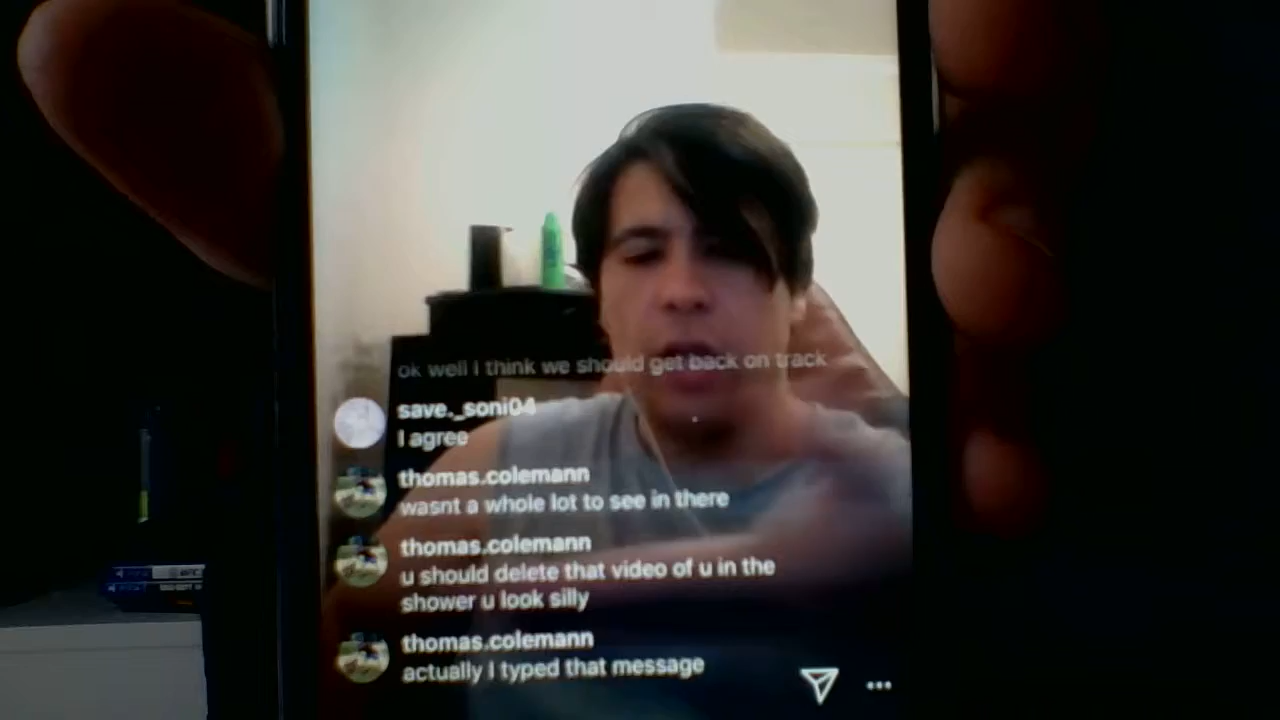 ok well I think we should get back on track
save._soni04
I agree
thomas.colemann
wasnt a whole lot to see in there
thomas.colemann
u should delete that video of u in the
shower u look silly
thomas.colemann
actually I typed that message